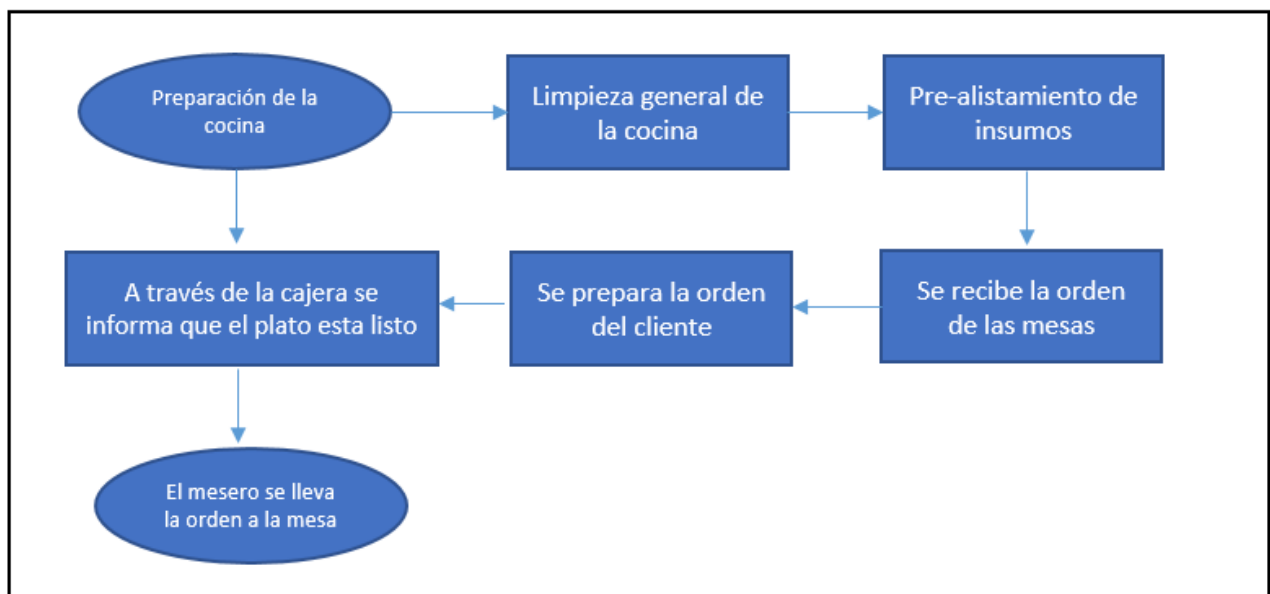 Preparación de la
cocina
Limpieza general de
la cocina
Pre-alistamiento de
insumos
Se recibe la orden
de las mesas
Se prepara la orden
del cliente
A través de la cajera se
informa que el plato esta listo
El mesero se lleva
la orden a la mesa